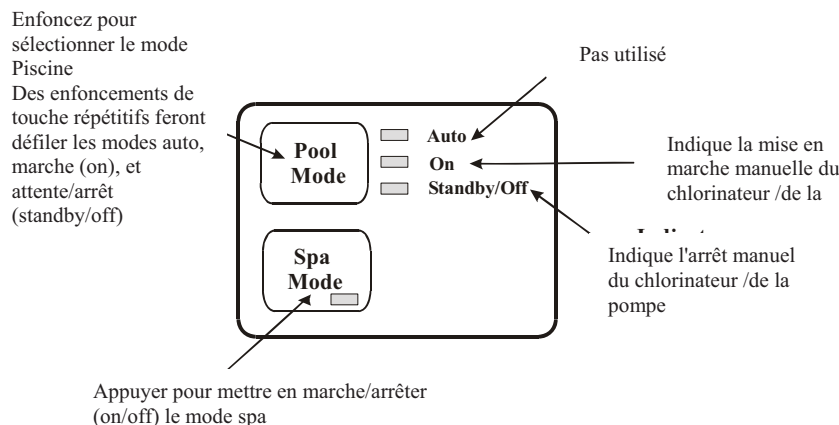 Enfoncez pour
sélectionner le mode
Piscine
Des enfoncements de
touche répétitifs feront
défiler les modes auto,
marche (on), et
attente/arrêt
(standby/off)
Pas utilisé
Pool
Mode
Auto
On
Standby/Off
Indique la mise en
marche manuelle du
chlorinateur /de la
Indique l'arrêt manuel
du chlorinateur /de la
pompe
Spa
Mode
Appuyer pour mettre en marche/arrêter
(on/off) le mode spa